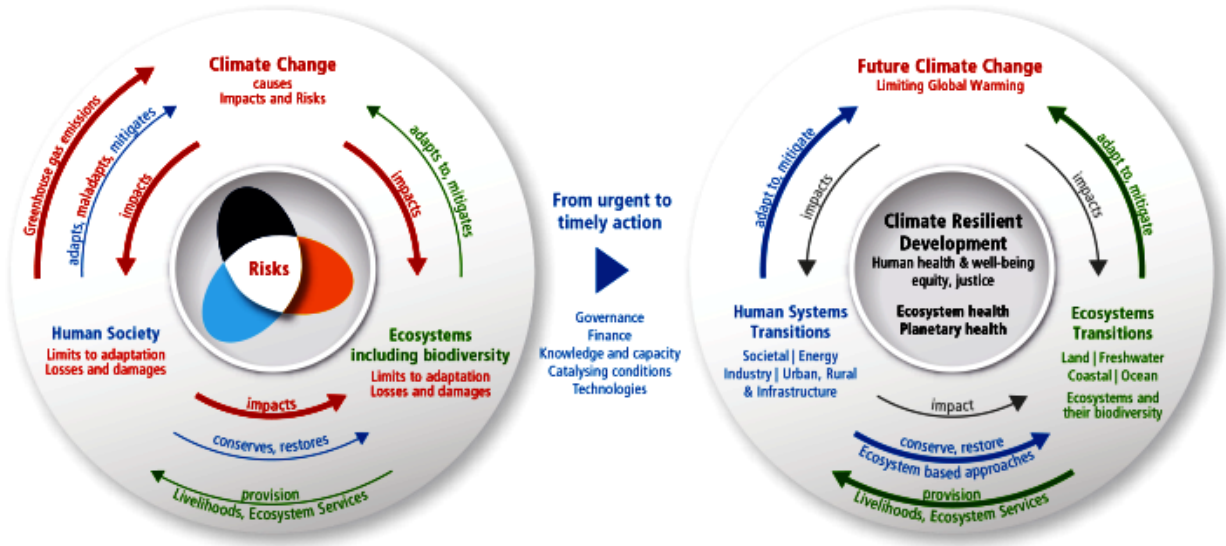 Climate Change
causes
Impacts and Risks
Greenhouse gas emissions
adapts, maladapts, mitigates
impacts
impacts
adapts to, mitigates
Risks
Human Society
Limits to adaptation
Losses and damages
Ecosystems
including biodiversity
Limits to adaptation
Losses and damages
impacts
conserves, restores
provision
Livelihoods, Ecosystem Services
From urgent to
timely action
Governance
Finance
Knowledge and capacity
Catalysing conditions
Technologies
Future Climate Change
Limiting Global Warming
adapt to, mitigate
impacts
impacts
adapt to, mitigate
Climate Resilient
Development
Human health & well-being
equity, justice
Ecosystem health
Planetary health
Human Systems
Transitions
Societal | Energy
Industry | Urban, Rural
& Infrastructure
Ecosystems
Transitions
Land | Freshwater
Coastal | Ocean
Ecosystems and
their biodiversity
impact
conserve, restore
Ecosystem based approaches
provision
Livelihoods, Ecosystem Services